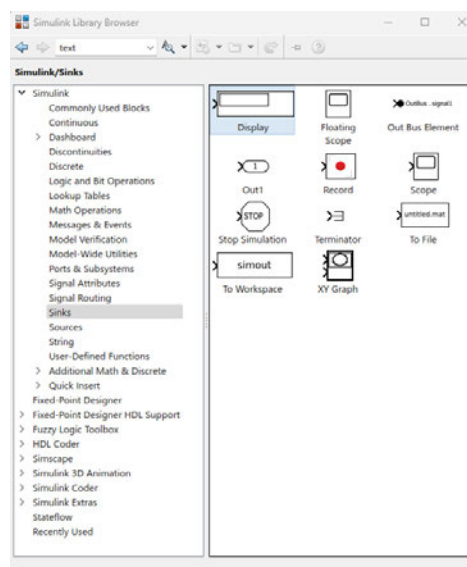 Simulink Library Browser
text
Simulink/Sinks
Simulink
Commonly Used Blocks
Continuous
Dashboard
Discontinuities
Discrete
Logic and Bit Operations
Lookup Tables
Math Operations
Messages & Events
Model Verification
Model-Wide Utilities
Ports & Subsystems
Signal Attributes
Signal Routing
Sinks
Sources
String
User-Defined Functions
Additional Math & Discrete
Quick Insert
Fixed-Point Designer
Fixed-Point Designer HDL Support
Fuzzy Logic Toolbox
HDL Coder
Simscape
Simulink 3D Animation
Simulink Coder
Simulink Extras
Stateflow
Recently Used
Display
Floating
Scope
OutBus . signal1
Out Bus Element
1
Out1
Record
Scope
STOP
Stop Simulation
Terminator
untitled.mat
To File
simout
To Workspace
XY Graph